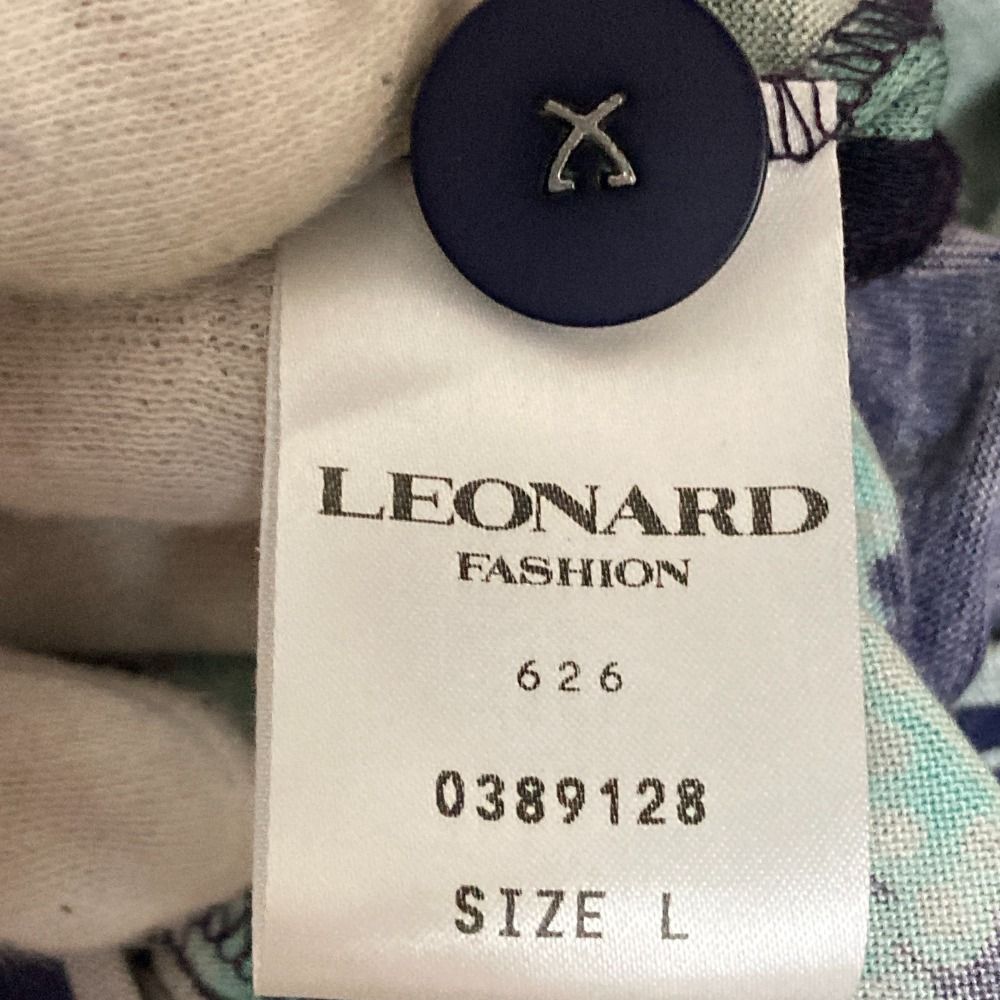 LEONARD
FASHION
626
0389128
SIZE L